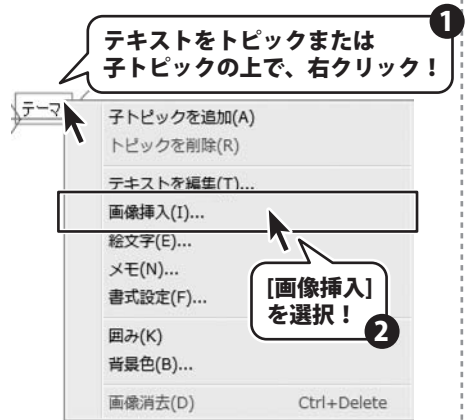 1
テキストをトピックまたは
子トピックの上で、右クリック！
テーマ
子トピックを追加(A)
トピックを削除(R)
テキストを編集(T)...
画像挿入(I)...
絵文字(E)...
メモ(N)...
書式設定(F)...
[画像挿入]
を選択！
2
囲み(K)
背景色(B)...
画像消去(D) Ctrl+Delete